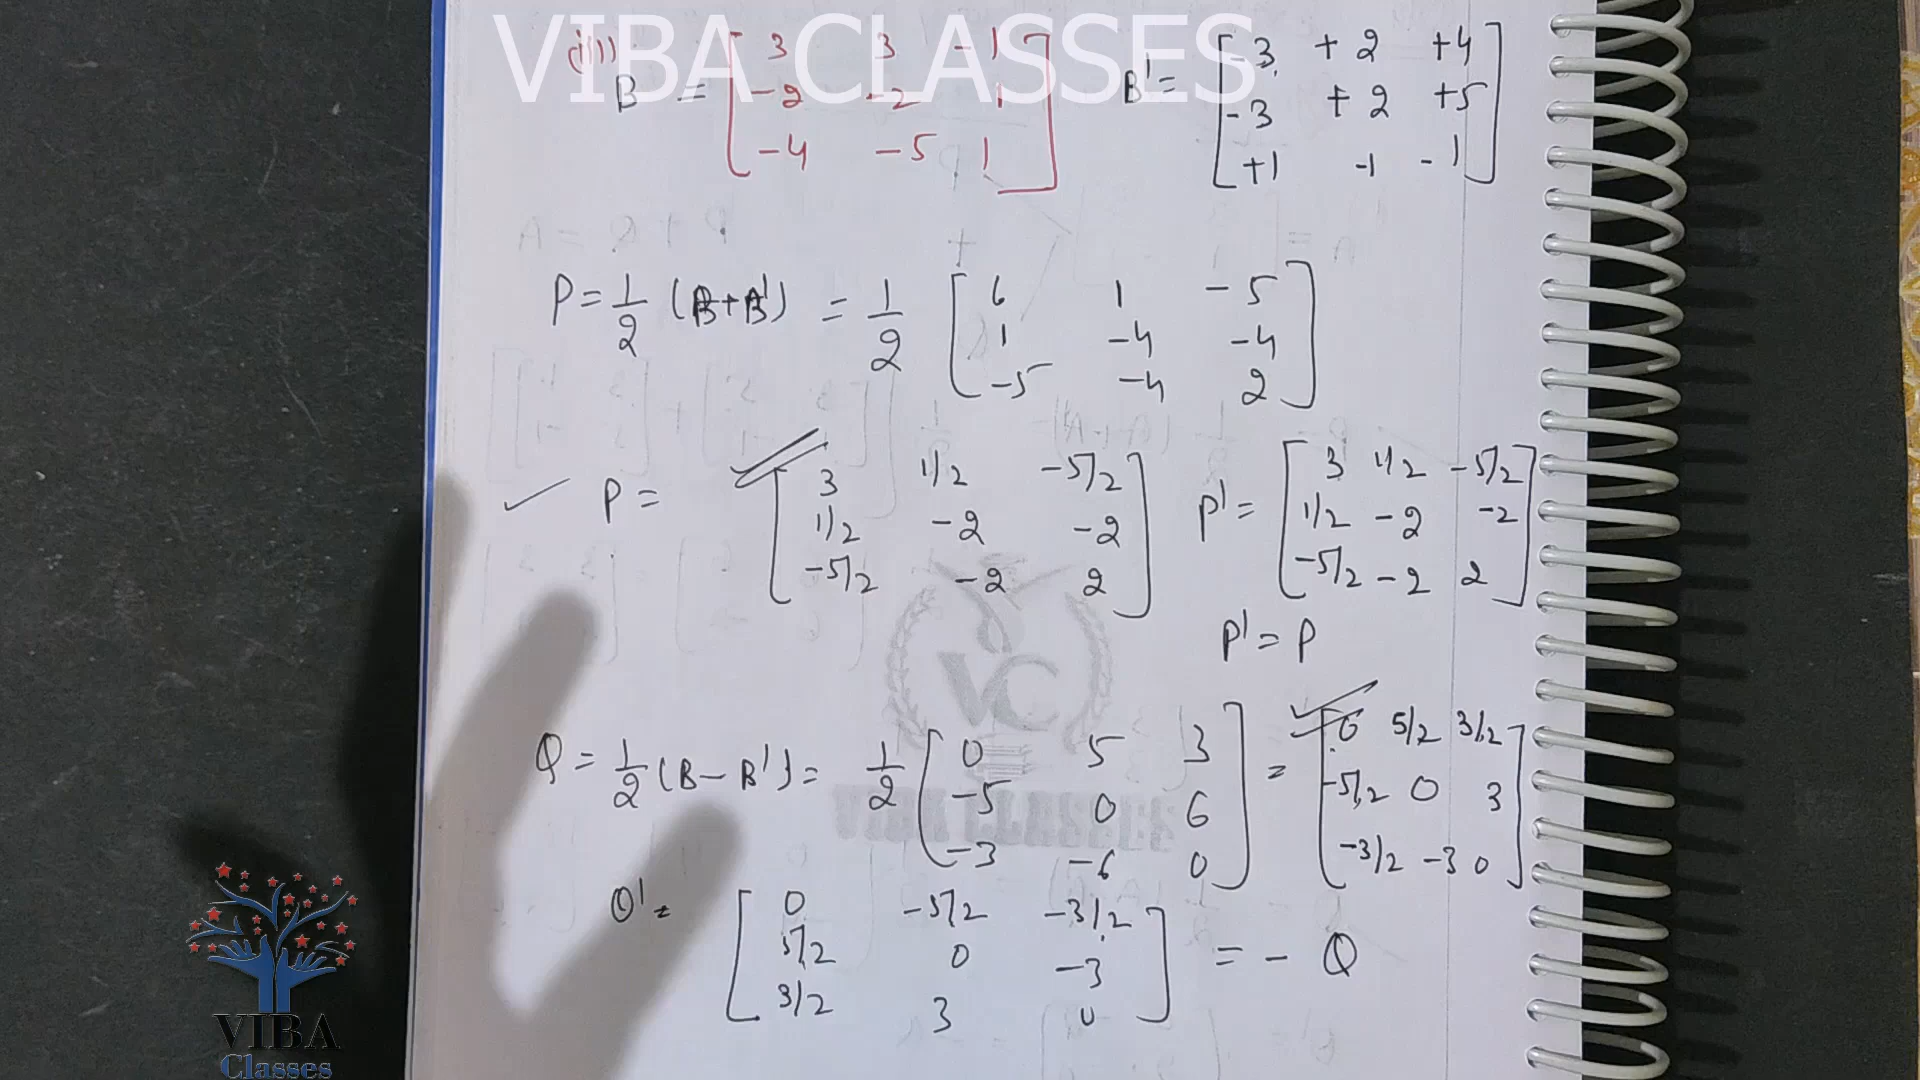 VIBA CLASSES
(iii)
B = [ 3 3 -1
-2 -2 1
-4 -5 1 ]
B' = [ -3 +2 +4
-3 +2 +5
+1 -1 -1 ]
P = 1/2 (B+B') = 1/2 [ 6 1 -5
1 -4 -4
-5 -4 2 ]
✓ P = [ 3 1/2 -5/2
1/2 -2 -2
-5/2 -2 2 ]
P' = [ 3 1/2 -5/2
1/2 -2 -2
-5/2 -2 2 ]
P' = P
Q = 1/2 (B - B') = 1/2 [ 0 5 3
-5 0 6
-3 -6 0 ]
= [ 0 5/2 3/2
-5/2 0 3
-3/2 -3 0 ]
Q' = [ 0 -5/2 -3/2
5/2 0 -3
3/2 3 0 ] = - Q
VC
VIBA CLASSES
VIBA
Classes